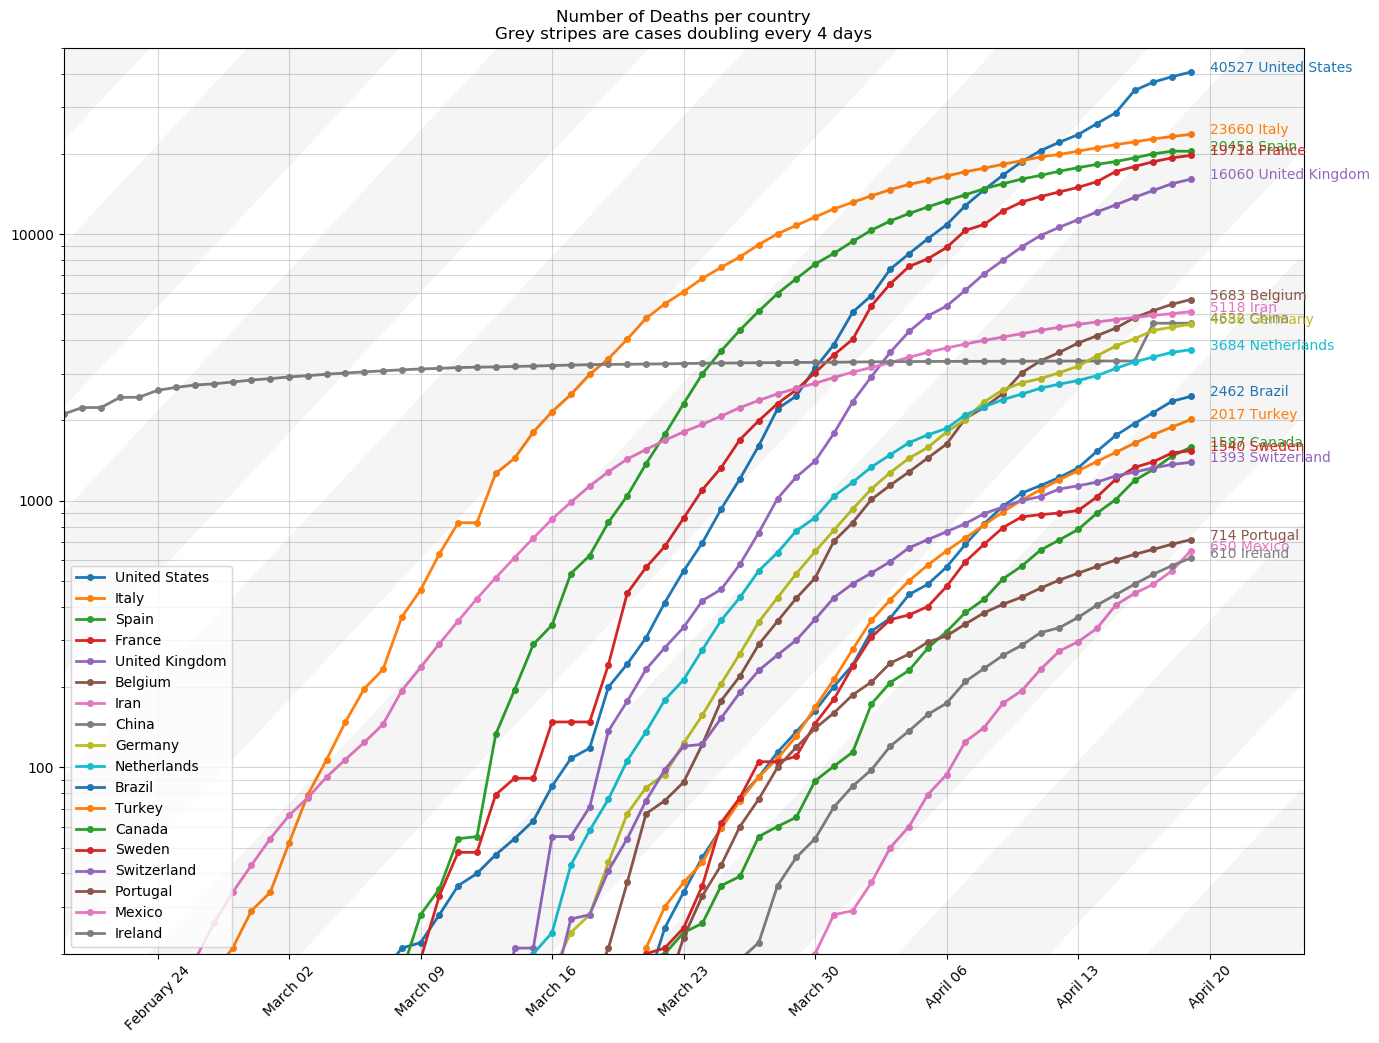 Number of Deaths per country
Grey stripes are cases doubling every 4 days
40527 United States
23660 Italy
20453 Spain
19718 France
16060 United Kingdom
10000
5683 Belgium
5118 Iran
4632 China
Germany
3684 Netherlands
2462 Brazil
2017 Turkey
1587 Canada
1540 Sweden
1393 Switzerland
1000
714 Portugal
650 Mexico
610 Ireland
United States
Italy
Spain
France
United Kingdom
Belgium
Iran
China
Germany
Netherlands
Brazil
Turkey
Canada
Sweden
Switzerland
Portugal
Mexico
Ireland
100
February 24
March 02
March 09
March 16
March 23
March 30
April 06
April 13
April 20